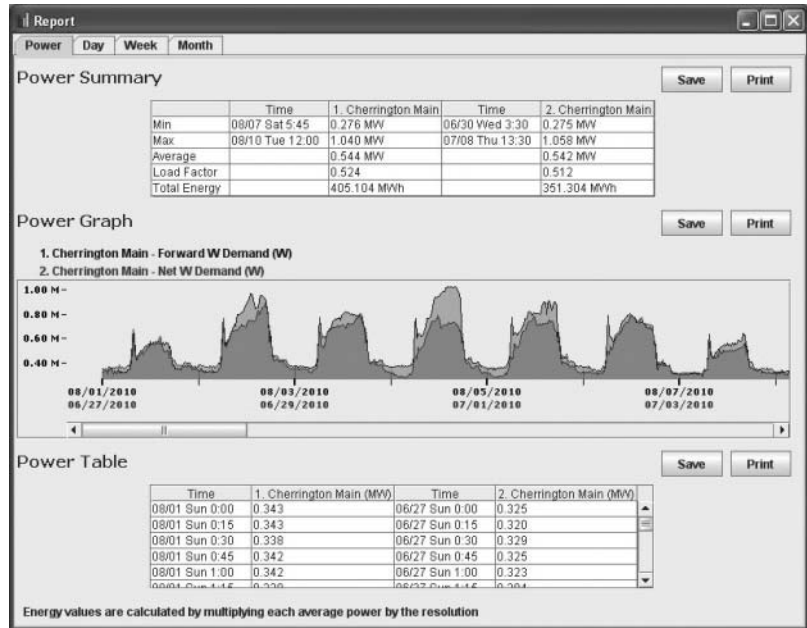 Report
Power Day Week Month
Power Summary
Save Print
Time 1. Cherrington Main Time 2. Cherrington Main
Min 08/07 Sat 5:45 0.276 MW 06/30 Wed 3:30 0.275 MW
Max 08/10 Tue 12:00 1.040 MW 07/08 Thu 13:30 1.058 MW
Average 0.544 MW 0.542 MW
Load Factor 0.524 0.512
Total Energy 405.104 MWh 351.304 MWh
Power Graph
Save Print
1. Cherrington Main - Forward W Demand (W)
2. Cherrington Main - Net W Demand (W)
1.00 M
0.80 M
0.60 M
0.40 M
08/01/2010 08/03/2010 08/05/2010 08/07/2010
06/27/2010 06/29/2010 07/01/2010 07/03/2010
Power Table
Save Print
Time 1. Cherrington Main (MW) Time 2. Cherrington Main (MW)
08/01 Sun 0:00 0.343 06/27 Sun 0:00 0.325
08/01 Sun 0:15 0.343 06/27 Sun 0:15 0.320
08/01 Sun 0:30 0.338 06/27 Sun 0:30 0.329
08/01 Sun 0:45 0.342 06/27 Sun 0:45 0.325
08/01 Sun 1:00 0.342 06/27 Sun 1:00 0.323
Energy values are calculated by multiplying each average power by the resolution